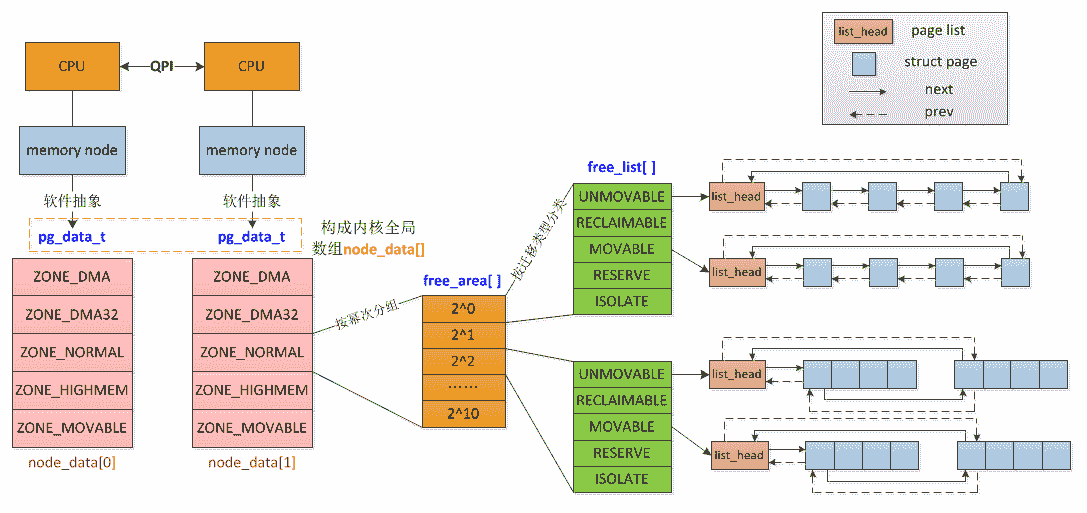 CPU
QPI
CPU
memory node
memory node
软件抽象
软件抽象
pg_data_t
pg_data_t
构成内核全局
数组node_data[]
ZONE_DMA
ZONE_DMA32
ZONE_NORMAL
ZONE_HIGHMEM
ZONE_MOVABLE
node_data[0]
ZONE_DMA
ZONE_DMA32
ZONE_NORMAL
ZONE_HIGHMEM
ZONE_MOVABLE
node_data[1]
按幂次分组
free_area[ ]
2^0
2^1
2^2
……
2^10
按迁移类型分类
free_list[ ]
UNMOVABLE
RECLAIMABLE
MOVABLE
RESERVE
ISOLATE
UNMOVABLE
RECLAIMABLE
MOVABLE
RESERVE
ISOLATE
list_head
list_head
list_head
list_head
list_head
page list
struct page
next
prev